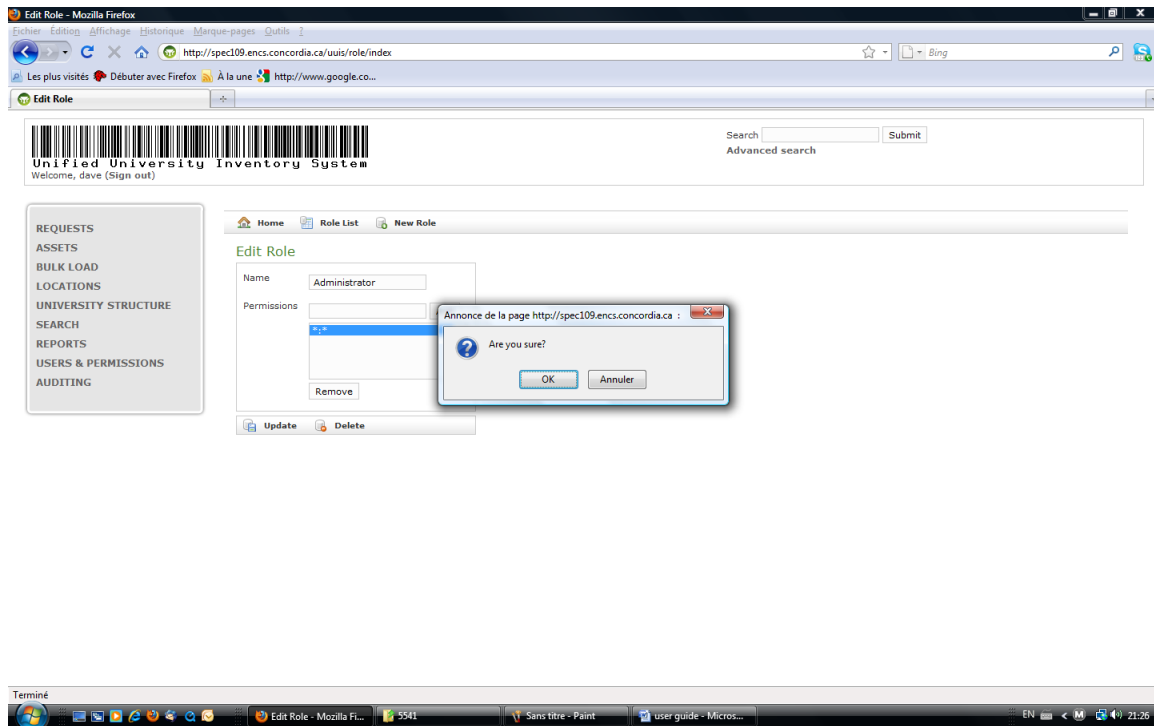 Edit Role - Mozilla Firefox
Fichier Édition Affichage Historique Marque-pages Outils ?
http://spec109.encs.concordia.ca/uuis/role/index
Bing
Les plus visités Débuter avec Firefox À la une http://www.google.co...
Edit Role
Unified University Inventory System
Welcome, dave (Sign out)
Search Submit
Advanced search
REQUESTS
ASSETS
BULK LOAD
LOCATIONS
UNIVERSITY STRUCTURE
SEARCH
REPORTS
USERS & PERMISSIONS
AUDITING
Home Role List New Role
Edit Role
Name Administrator
Permissions
*:*
Remove
Update Delete
Annonce de la page http://spec109.encs.concordia.ca :
Are you sure?
OK Annuler
Terminé
Edit Role - Mozilla Fi... 5541 Sans titre - Paint user guide - Micros... EN 21:26